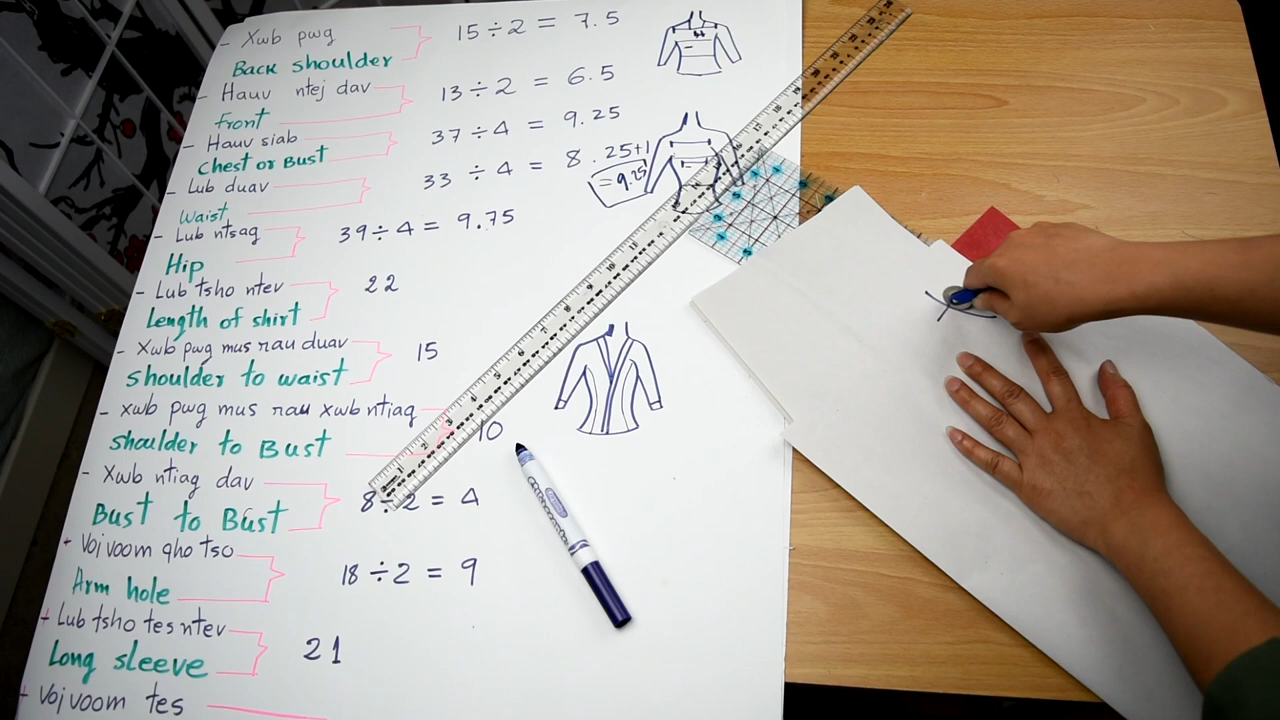 - Xwb pwg
Back shoulder
15÷2 = 7.5
- Hauv ntej dav
front
13÷2 = 6.5
- Hauv siab
Chest or Bust
37÷4 = 9.25
- Lub duav
Waist
33÷4 = 8.25+1
=9.25
- Lub ntsag
Hip
39÷4 = 9.75
- Lub tsho ntev
Length of shirt
22
- Xwb pwg mus rau duav
shoulder to waist
15
- xwb pwg mus rau xwb ntiag
shoulder to Bust
10
- Xwb ntiag dav
Bust to Bust
8÷2 = 4
+ Voj voom qho tso
Arm hole
18÷2 = 9
+ Lub tsho tes ntev
Long sleeve
21
+ Voj voom tes